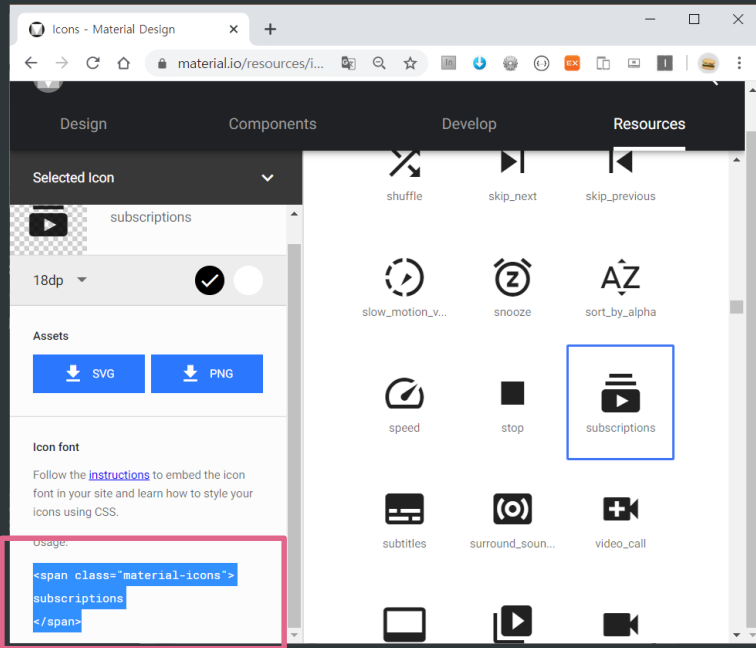 Icons - Material Design
material.io/resources/i...
Design Components Develop Resources
Selected Icon
subscriptions
18dp
Assets
SVG PNG
Icon font
Follow the instructions to embed the icon
font in your site and learn how to style your
icons using CSS.
Usage:
<span class="material-icons">
subscriptions
</span>
shuffle skip_next skip_previous
slow_motion_v... snooze sort_by_alpha
speed stop subscriptions
subtitles surround_soun... video_call